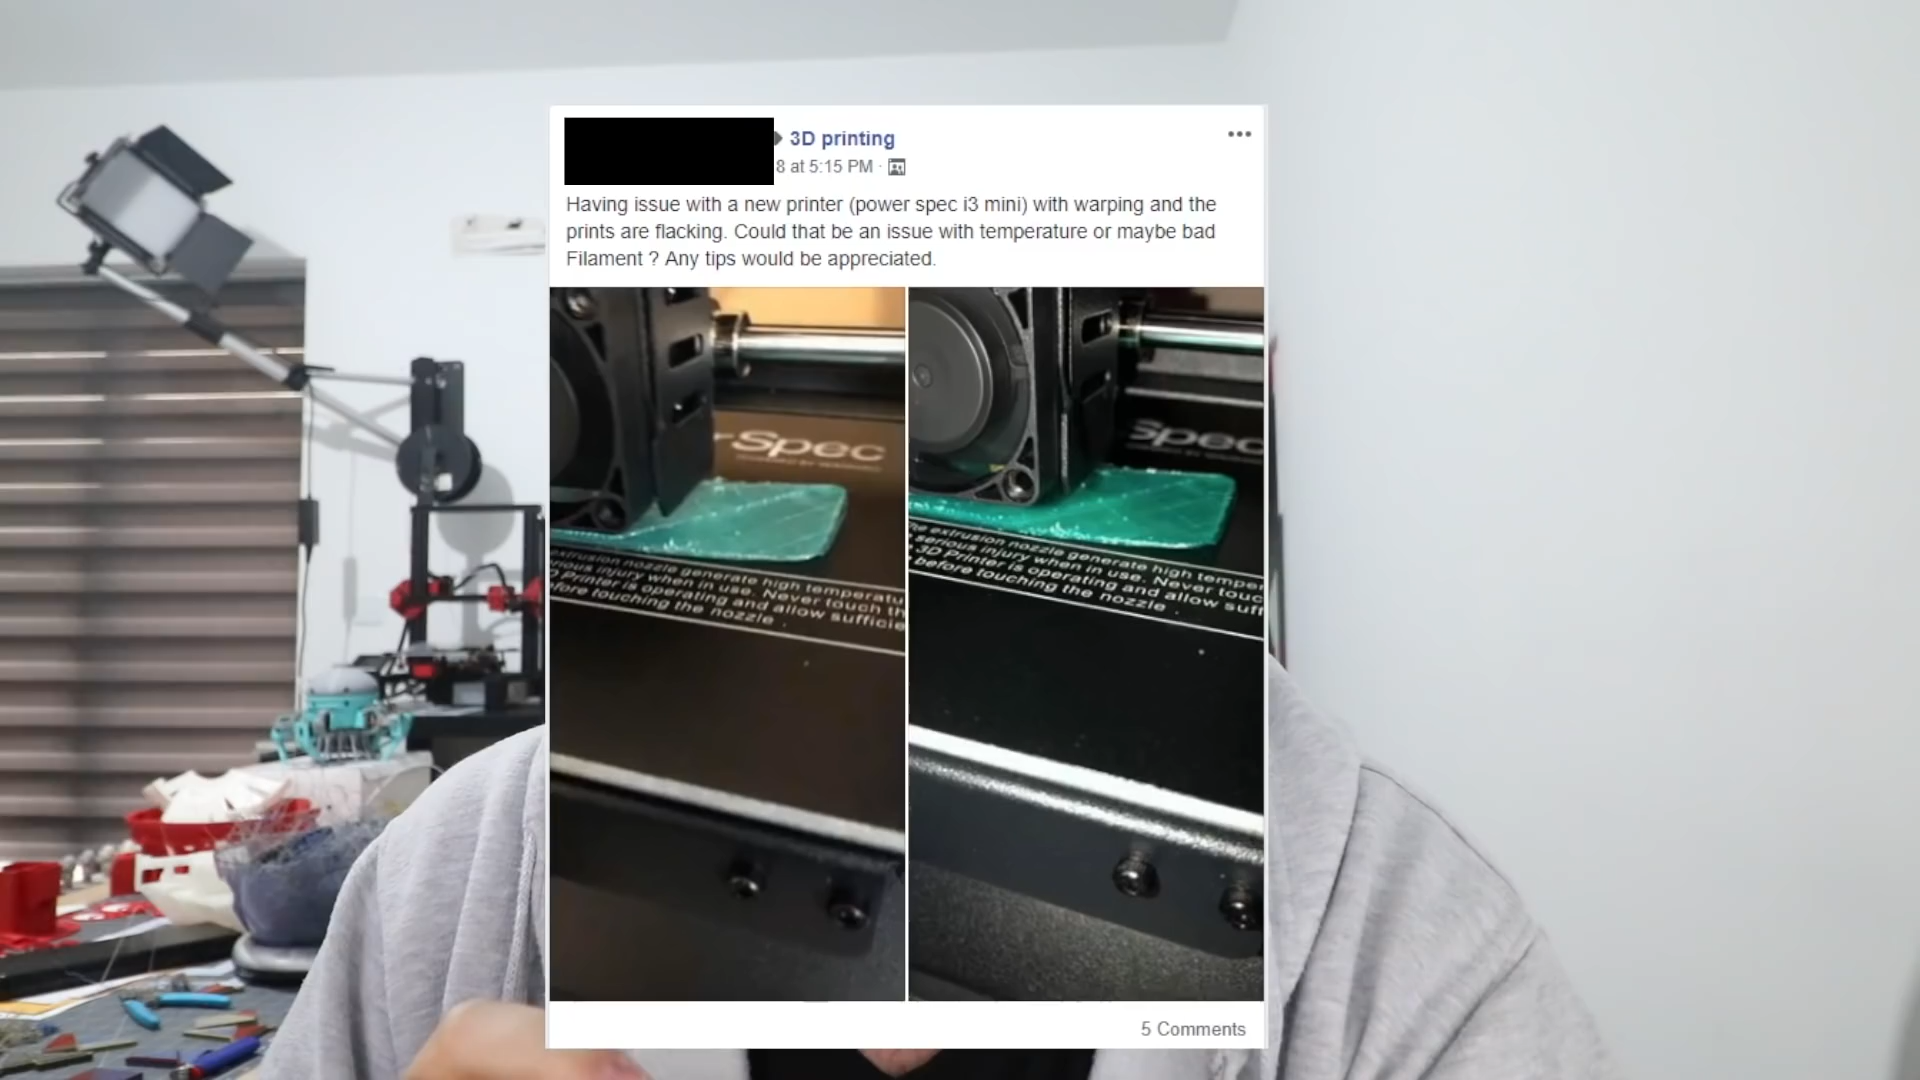 3D printing
8 at 5:15 PM ·
Having issue with a new printer (power spec i3 mini) with warping and the
prints are flacking. Could that be an issue with temperature or maybe bad
Filament ? Any tips would be appreciated.
Spec
extrusion nozzle generate high temperatu
serious injury when in use. Never touch th
3D Printer is operating and allow sufficie
before touching the nozzle .
Spec
extrusion nozzle generate high temper
serious injury when in use. Never touc
3D Printer is operating and allow suff
before touching the nozzle .
5 Comments